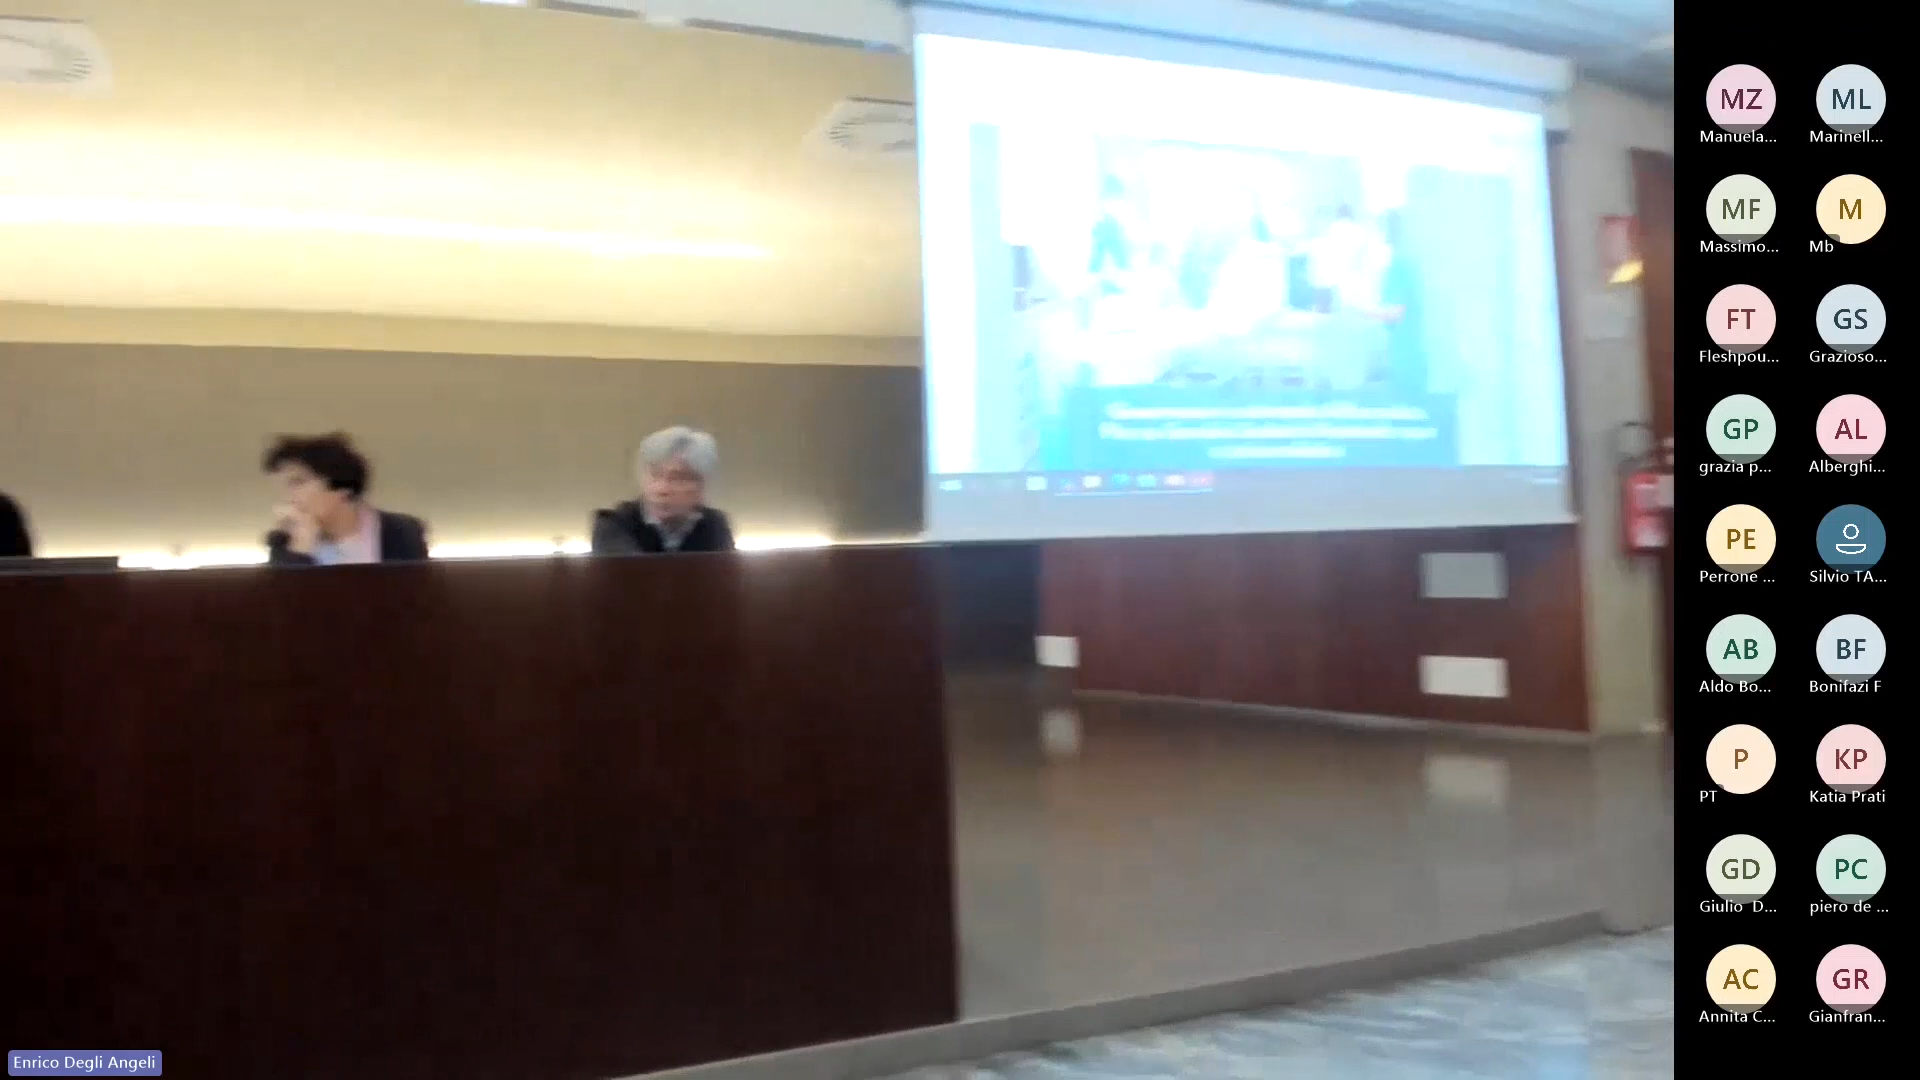 MZ ML
Manuela... Marinell...
MF M
Massimo... Mb
FT GS
Fleshpou... Grazioso...
GP AL
grazia p... Alberghi...
PE
Perrone ... Silvio TA...
AB BF
Aldo Bo... Bonifazi F
P KP
PT Katia Prati
GD PC
Giulio D... piero de ...
AC GR
Annita C... Gianfran...
Enrico Degli Angeli